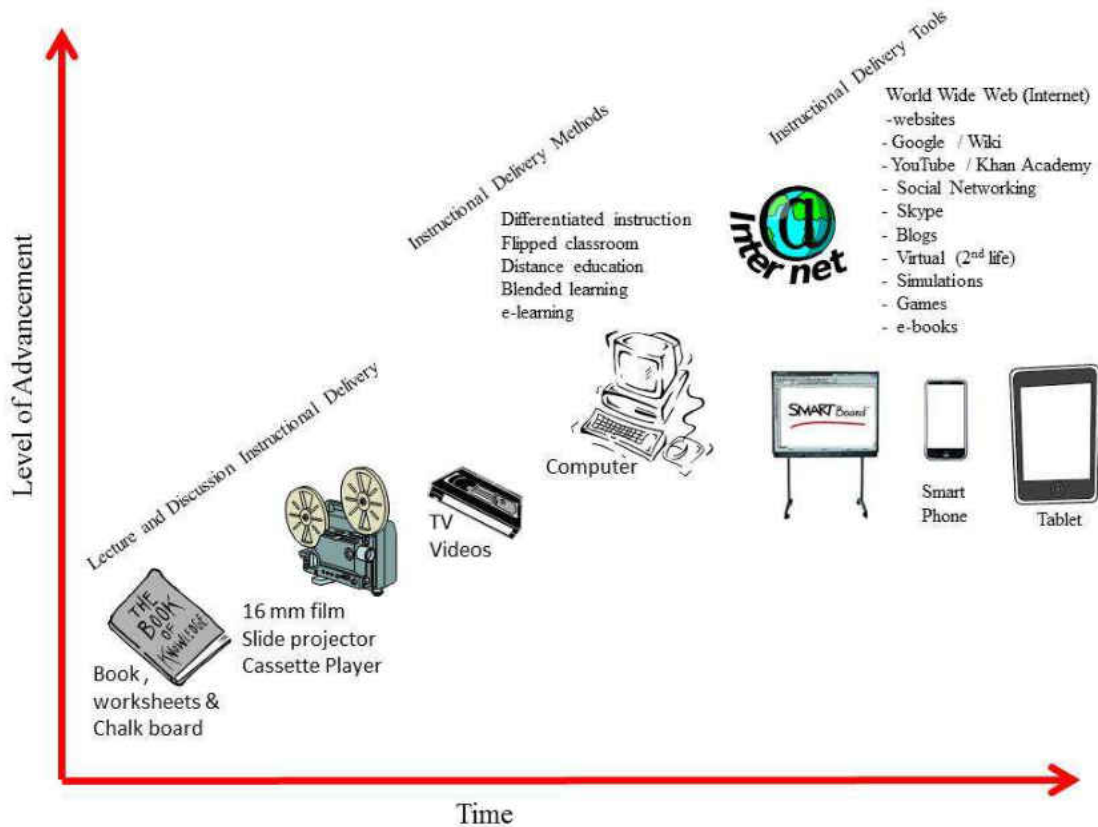 Instructional Delivery Tools
World Wide Web (Internet)
-websites
- Google / Wiki
- YouTube / Khan Academy
- Social Networking
- Skype
- Blogs
- Virtual (2nd life)
- Simulations
- Games
- e-books
Instructional Delivery Methods
Differentiated instruction
Flipped classroom
Distance education
Blended learning
e-learning
@
Internet
Level of Advancement
Lecture and Discussion Instructional Delivery
Computer
SMART Board
Smart
Phone
Tablet
TV
Videos
THE
BOOK
OF
KNOWLEDGE
16 mm film
Slide projector
Cassette Player
Book ,
worksheets &
Chalk board
Time